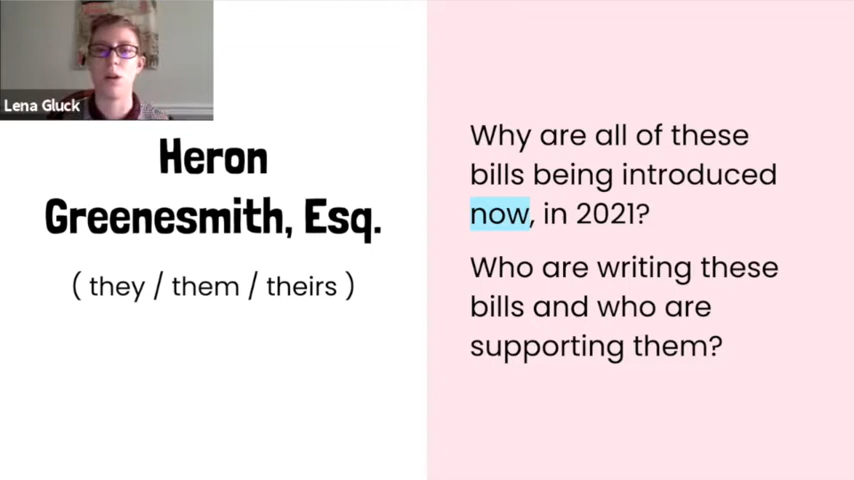 Lena Gluck
Heron
Greenesmith, Esq.
( they / them / theirs )
Why are all of these
bills being introduced
now, in 2021?
Who are writing these
bills and who are
supporting them?